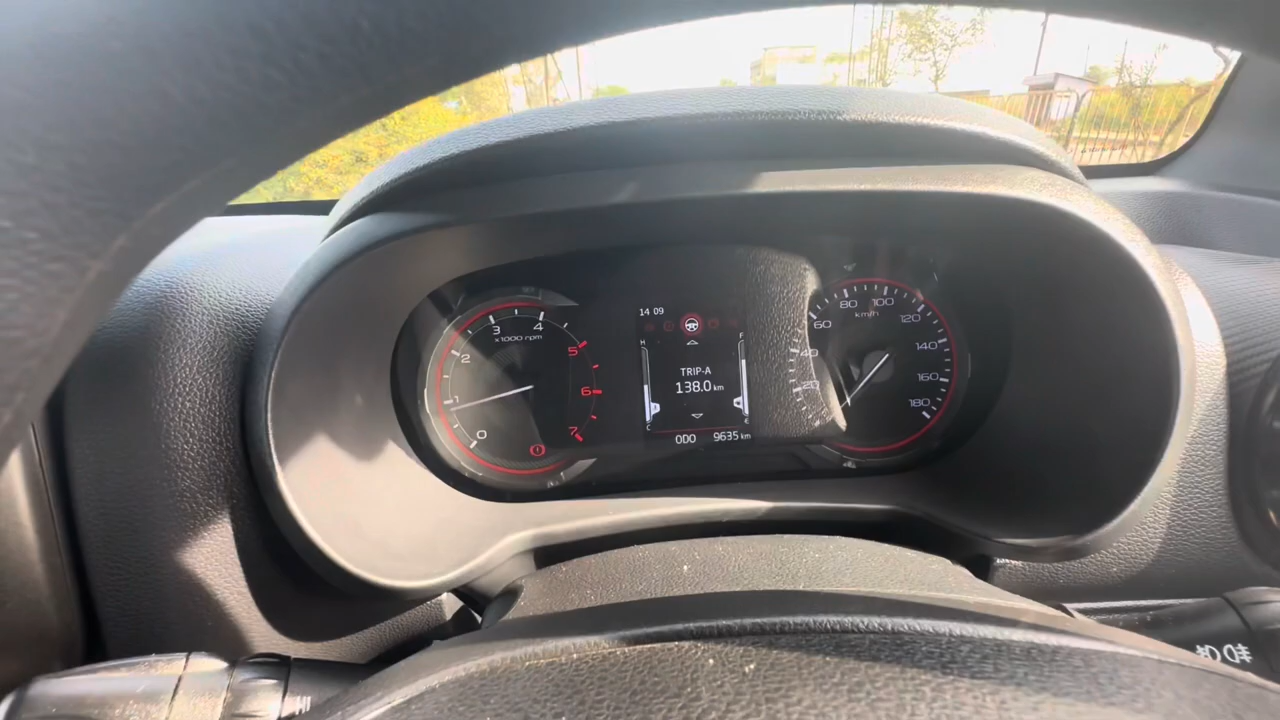 14 09
3 4
x1000 rpm
2 5
1 6
0 7
H F
TRIP-A
138.0 km
C E
ODO 9635 km
80 100
km/h
60 120
40 140
20 160
180